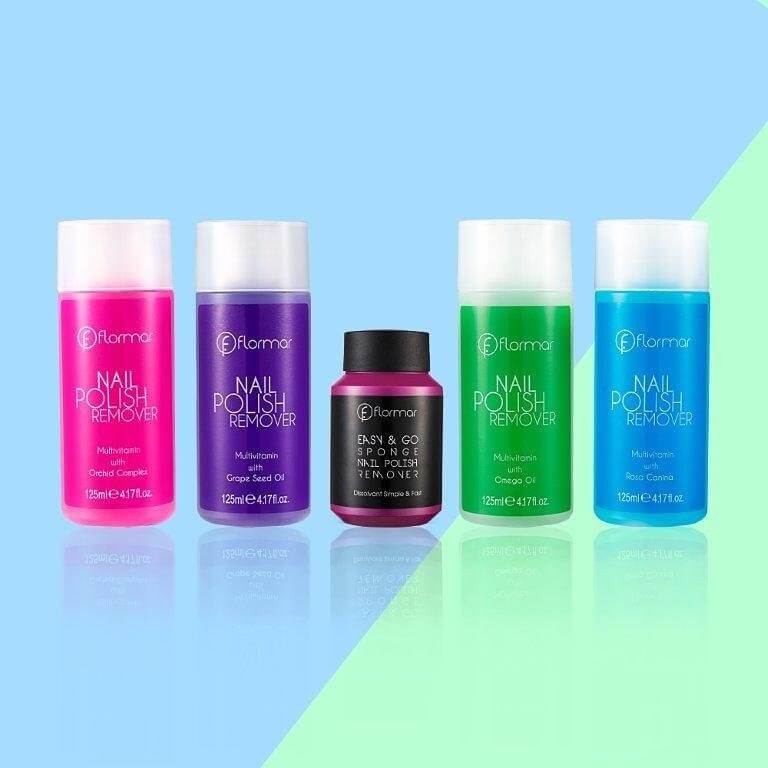 flormar
NAIL
POLISH
REMOVER
Multivitamin
with
Orchid Complex
125ml℮4.17fl.oz.
flormar
NAIL
POLISH
REMOVER
Multivitamin
with
Grape Seed Oil
125ml℮4.17fl.oz.
flormar
EASY & GO
SPONGE
NAIL POLISH
REMOVER
Dissolvant Simple & Fast
flormar
NAIL
POLISH
REMOVER
Multivitamin
with
Omega Oil
125ml℮4.17fl.oz.
flormar
NAIL
POLISH
REMOVER
Multivitamin
with
Rosa Canina
125ml℮4.17fl.oz.